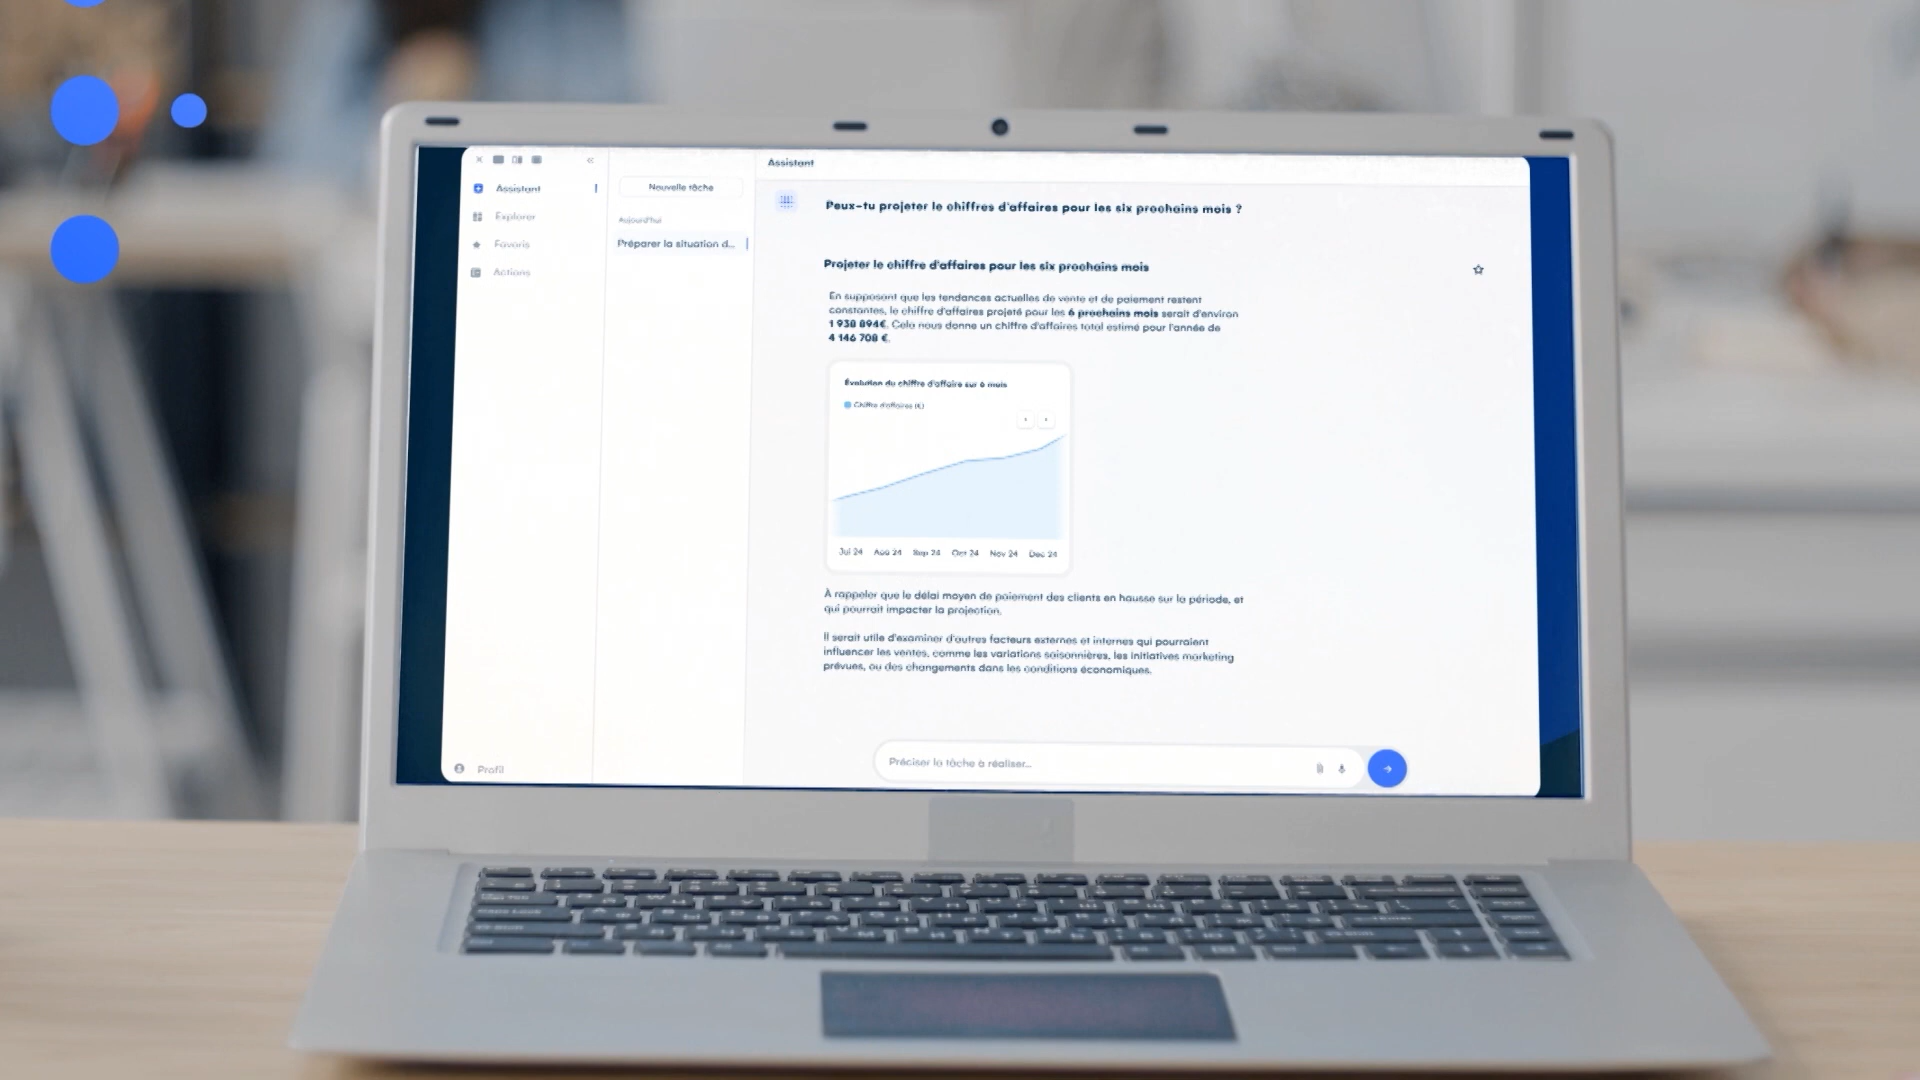 Assistant
Explorer
Favoris
Actions
Profil
Nouvelle tâche
Aujourd'hui
Préparer la situation d...
Assistant
Peux-tu projeter le chiffres d'affaires pour les six prochains mois ?
Projeter le chiffre d'affaires pour les six prochains mois
En supposant que les tendances actuelles de vente et de paiement restent
constantes, le chiffre d'affaires projeté pour les 6 prochains mois serait d'environ
1 938 894€. Cela nous donne un chiffre d'affaires total estimé pour l'année de
4 146 708 €.
Évolution du chiffre d'affaire sur 6 mois
Chiffre d'affaires (€)
Jui 24 Aoû 24 Sep 24 Oct 24 Nov 24 Dec 24
À rappeler que le délai moyen de paiement des clients en hausse sur la période, et
qui pourrait impacter la projection.
Il serait utile d'examiner d'autres facteurs externes et internes qui pourraient
influencer les ventes, comme les variations saisonnières, les initiatives marketing
prévues, ou des changements dans les conditions économiques.
Préciser la tâche à réaliser...